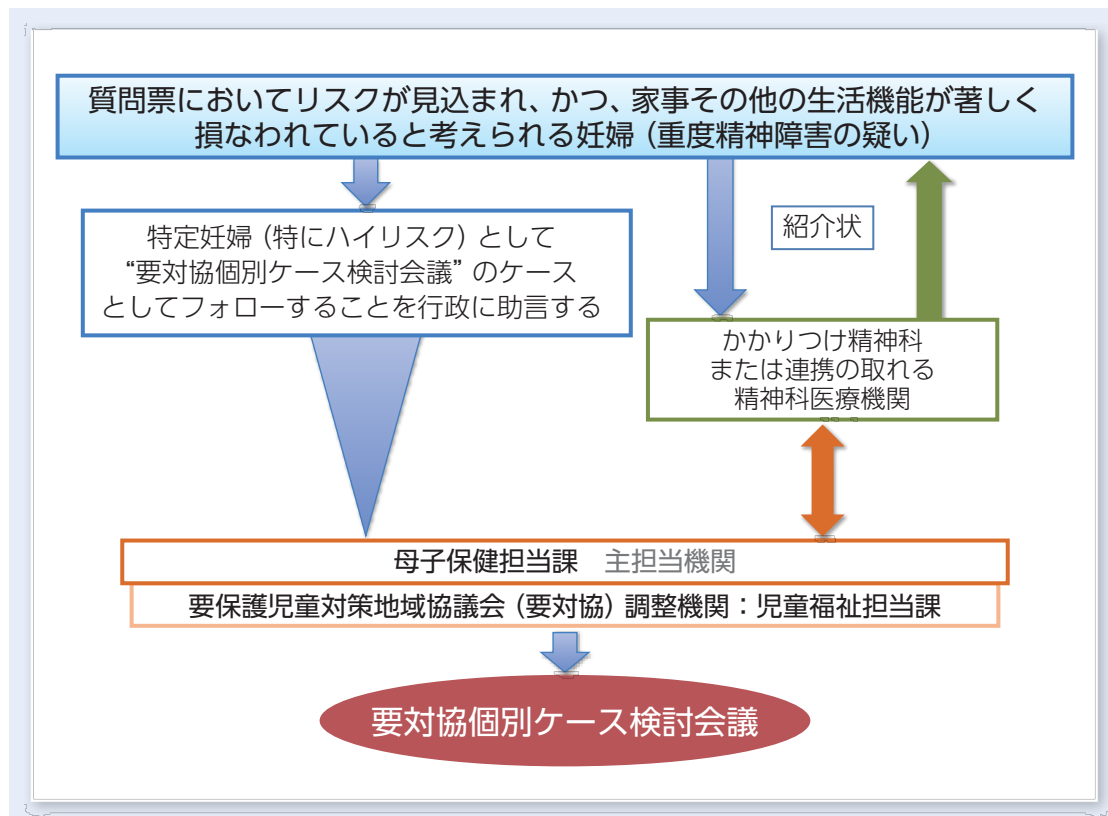 質問票においてリスクが見込まれ、かつ、家事その他の生活機能が著しく
損なわれていると考えられる妊婦（重度精神障害の疑い）
特定妊婦（特にハイリスク）として
“要対協個別ケース検討会議”のケース
としてフォローすることを行政に助言する
紹介状
かかりつけ精神科
または連携の取れる
精神科医療機関
母子保健担当課　主担当機関
要保護児童対策地域協議会（要対協）調整機関：児童福祉担当課
要対協個別ケース検討会議